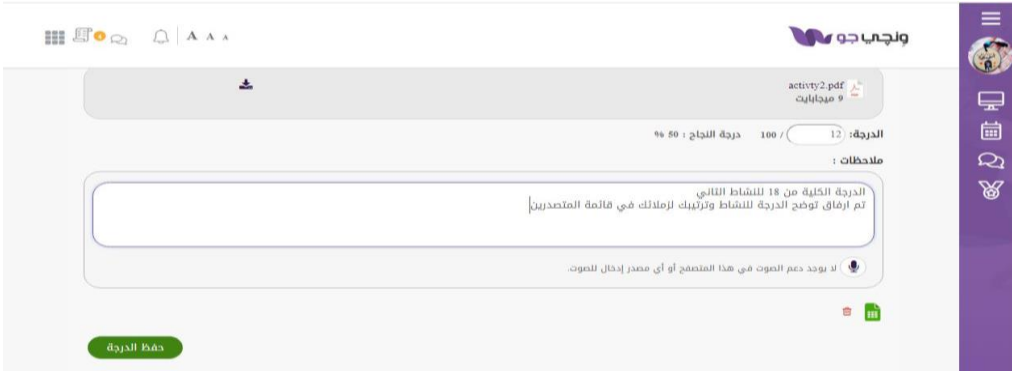 ونجي جو
A A A
activty2.pdf
9 ميجابايت
الدرجة: 12 / 100 درجة النجاح : 50 %
ملاحظات :
الدرجة الكلية من 18 للنشاط الثاني
تم ارفاق توضح الدرجة للنشاط وترتيبك لزملائك في قائمة المتصدرين
لا يوجد دعم الصوت في هذا المتصفح أو أي مصدر إدخال للصوت.
حفظ الدرجة